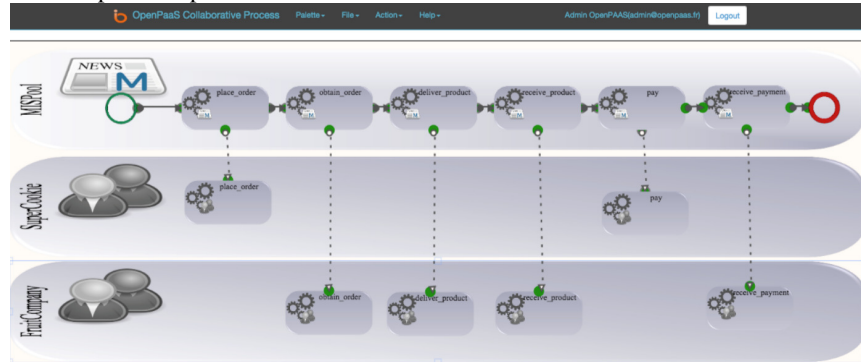 OpenPaaS Collaborative Process Palette File Action Help Admin OpenPAAS(admin@openpaas.fr) Logout
NEWS
M
MISPool
place_order obtain_order deliver_product receive_product pay receive_payment
SuperCookie
place_order pay
FruitCompany
obtain_order deliver_product receive_product receive_payment